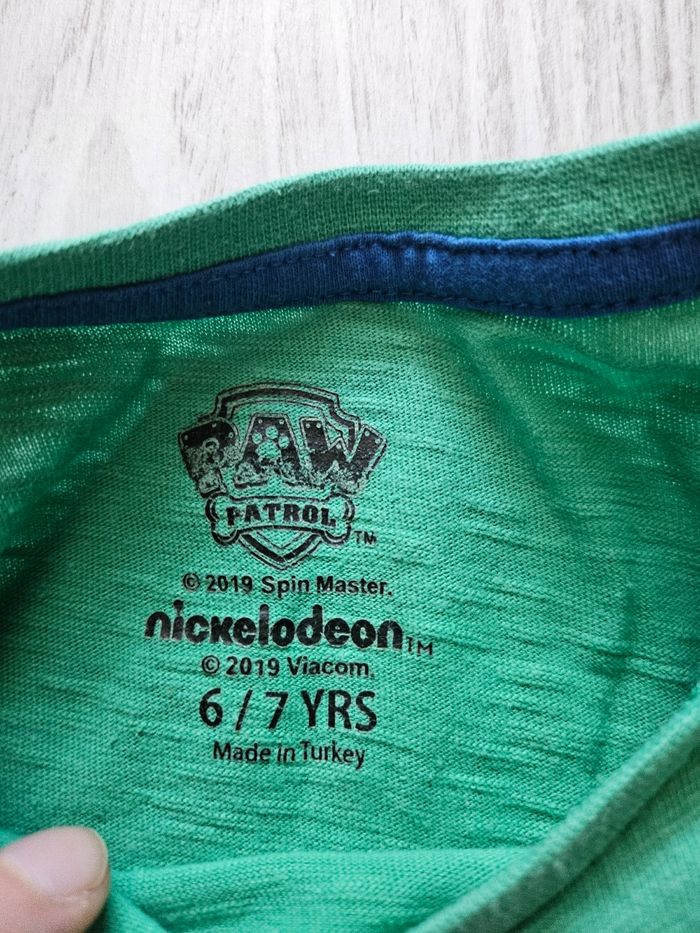 PAW
PATROL TM
© 2019 Spin Master.
nickelodeon TM
© 2019 Viacom.
6 / 7 YRS
Made in Turkey